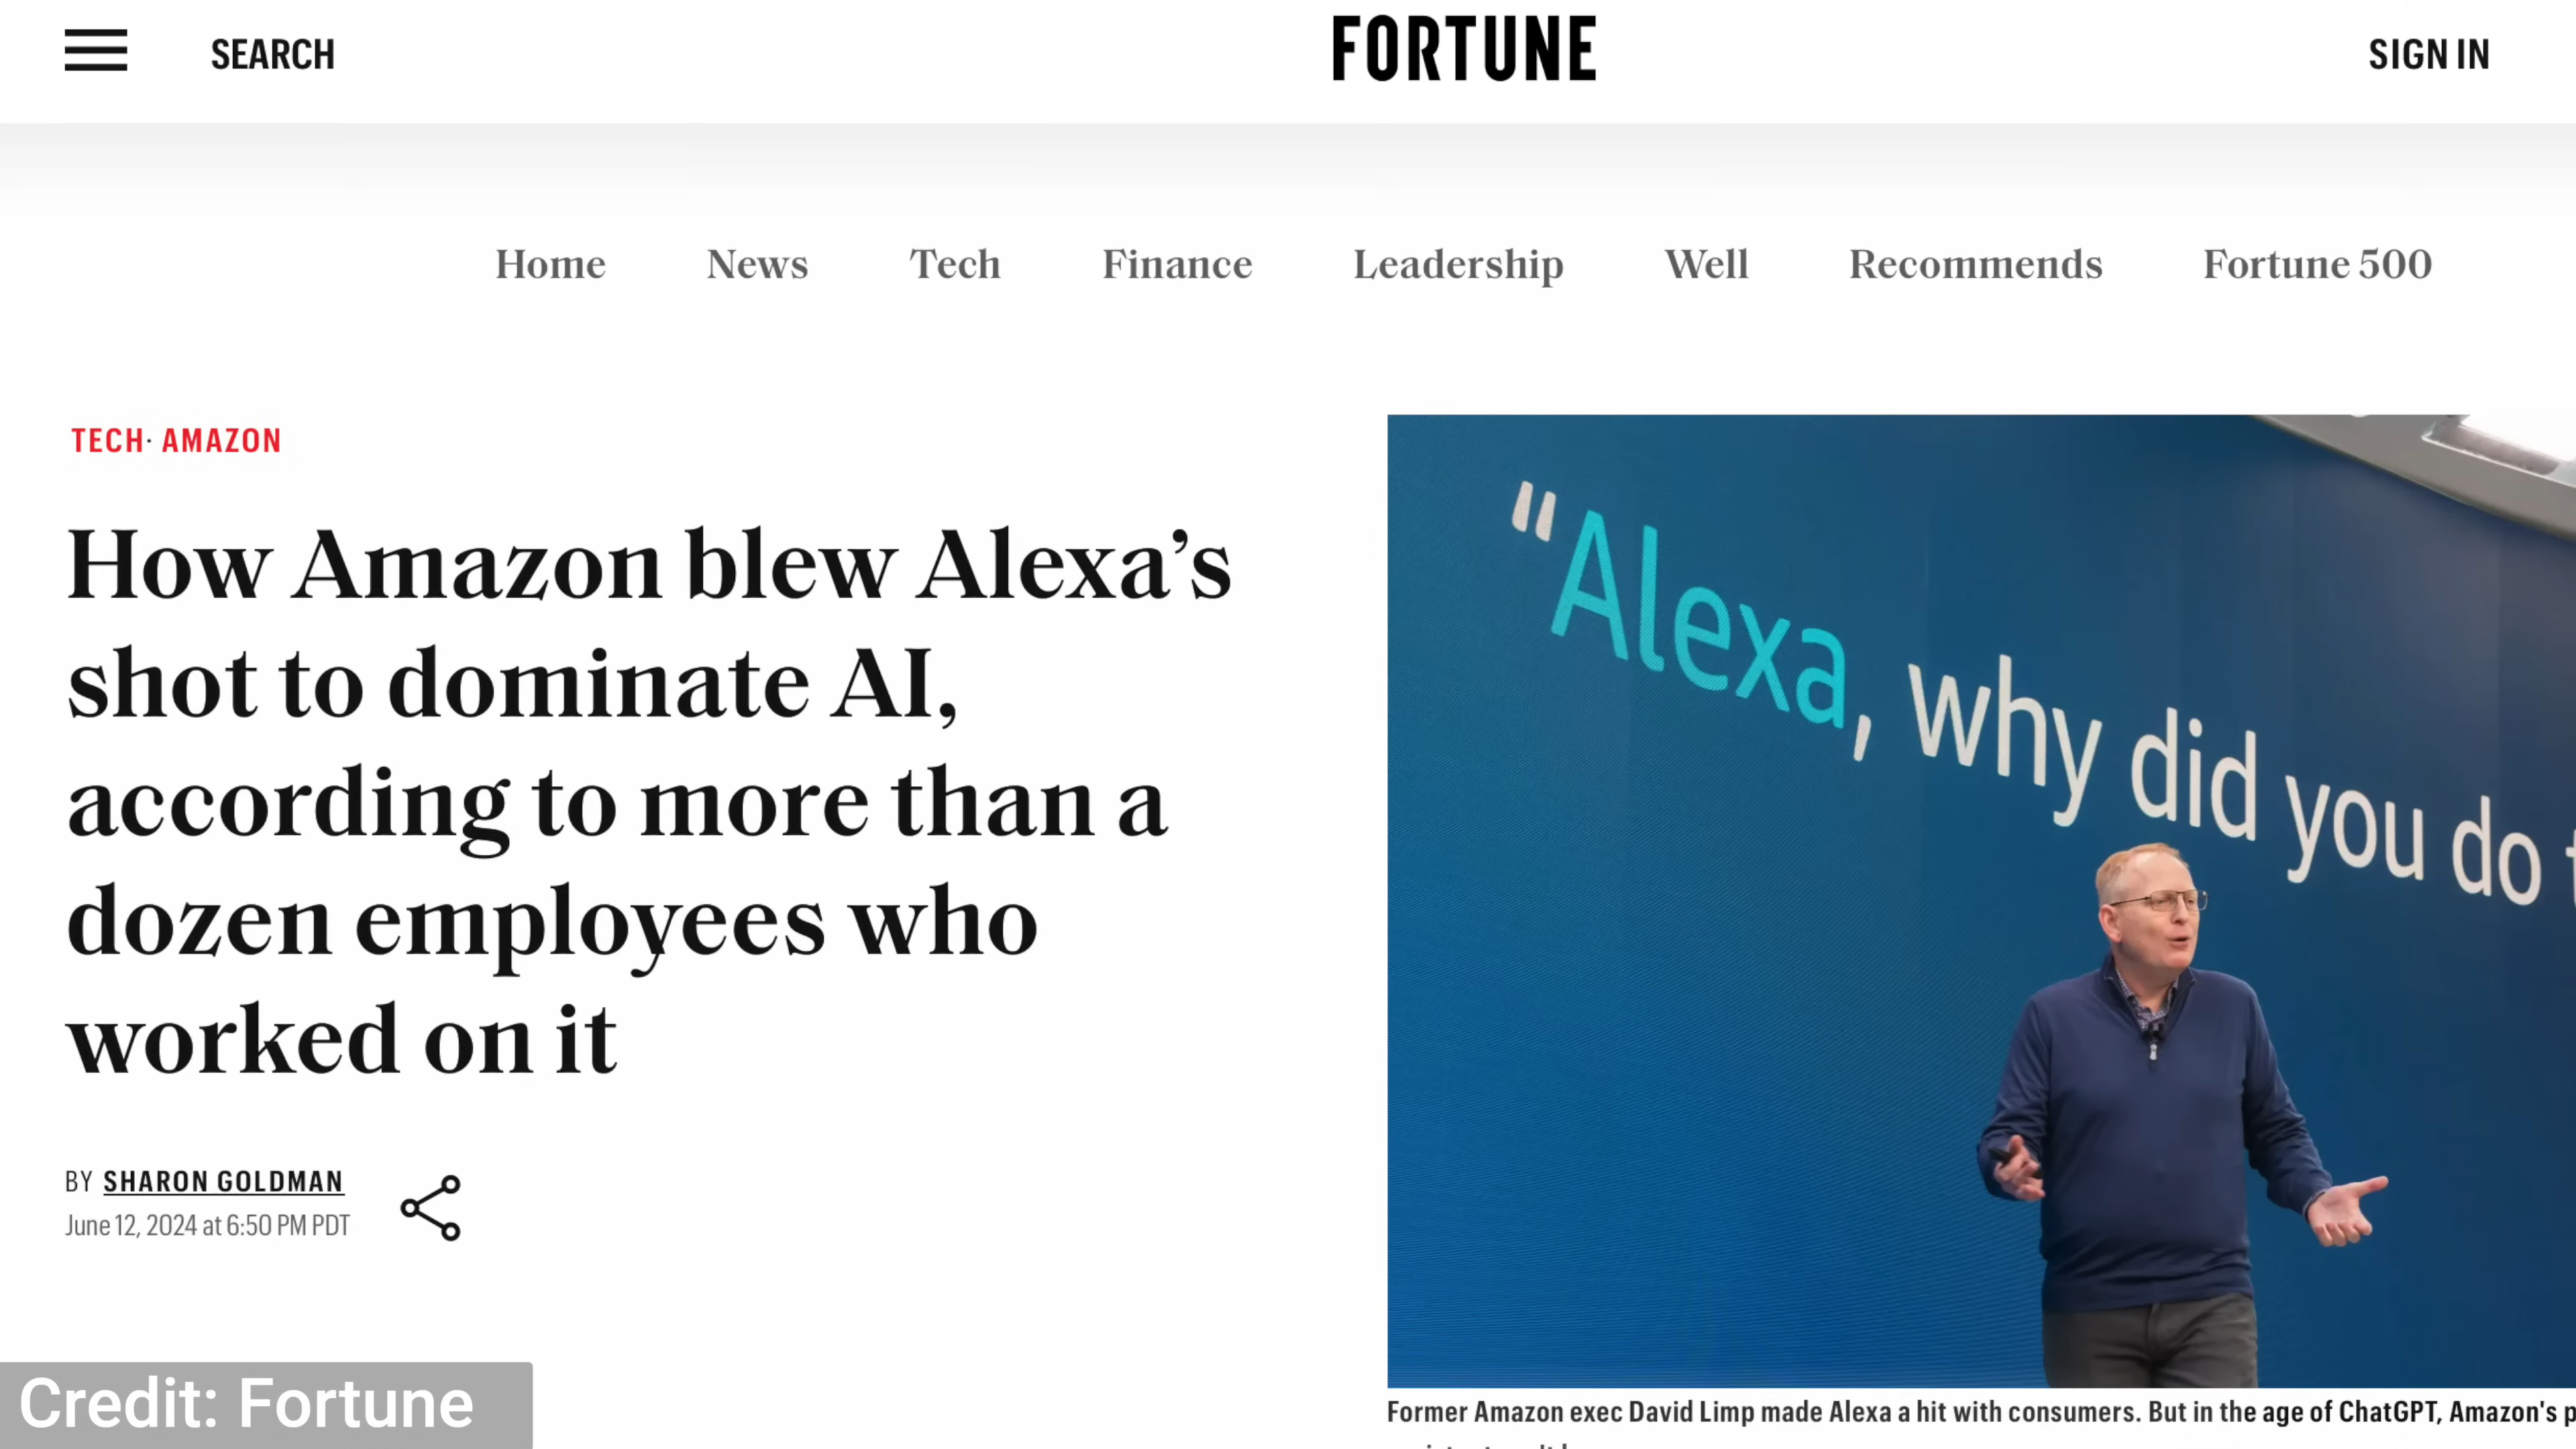 SEARCH
FORTUNE
SIGN IN
Home News Tech Finance Leadership Well Recommends Fortune 500
TECH· AMAZON
How Amazon blew Alexa’s
shot to dominate AI,
according to more than a
dozen employees who
worked on it
BY SHARON GOLDMAN
June 12, 2024 at 6:50 PM PDT
"Alexa, why did you do
Former Amazon exec David Limp made Alexa a hit with consumers. But in the age of ChatGPT, Amazon's
Credit: Fortune